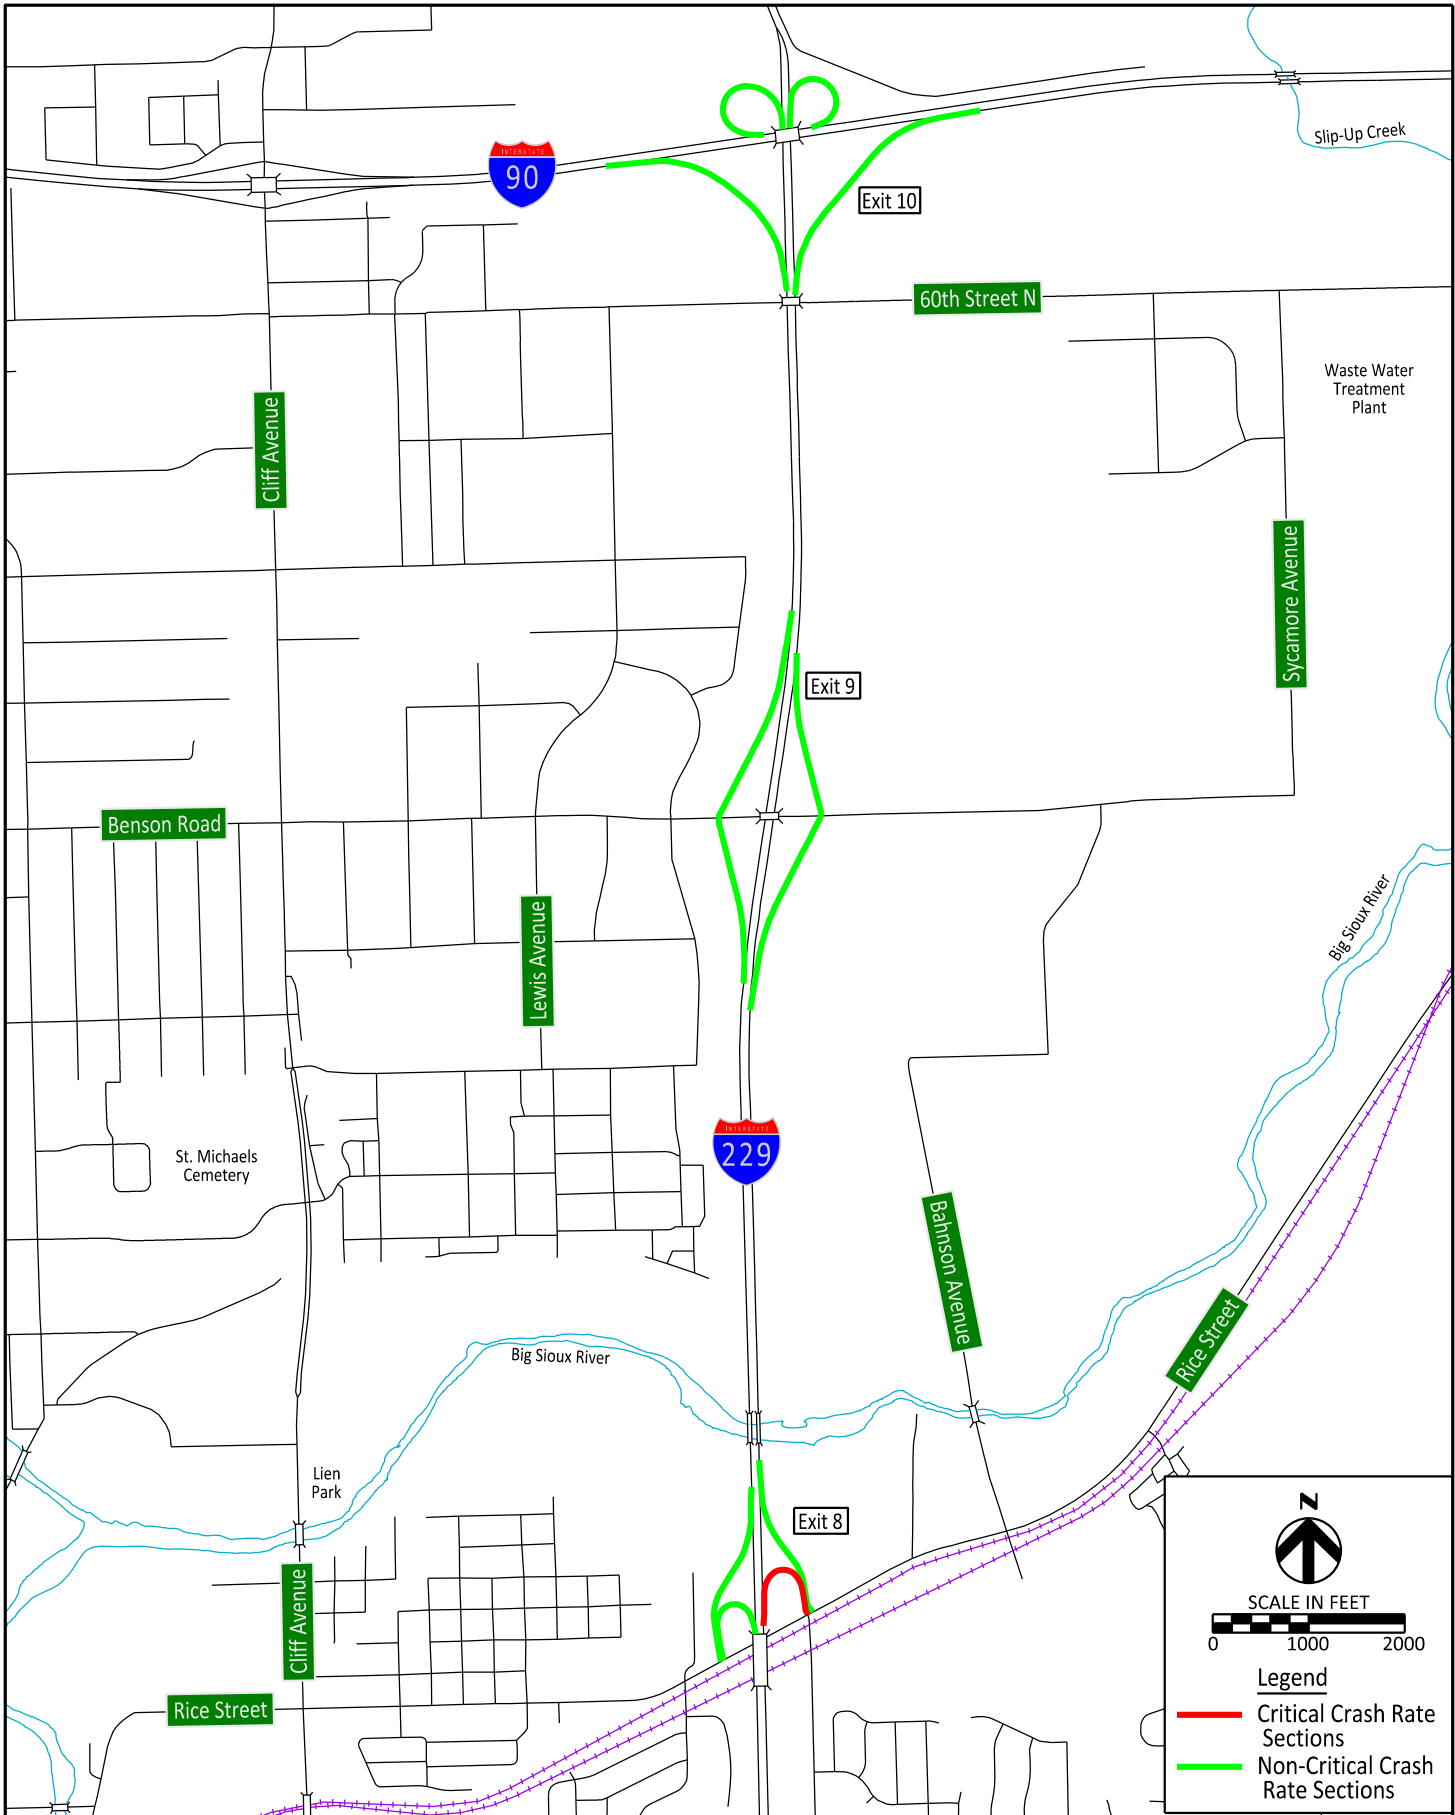 Slip-Up Creek
INTERSTATE
90
Exit 10
60th Street N
Waste Water
Treatment
Plant
Cliff Avenue
Sycamore Avenue
Exit 9
Benson Road
Lewis Avenue
Big Sioux River
INTERSTATE
229
St. Michaels
Cemetery
Bahnson Avenue
Rice Street
Big Sioux River
Lien
Park
Exit 8
Cliff Avenue
Rice Street
N
SCALE IN FEET
0 1000 2000
Legend
Critical Crash Rate
Sections
Non-Critical Crash
Rate Sections